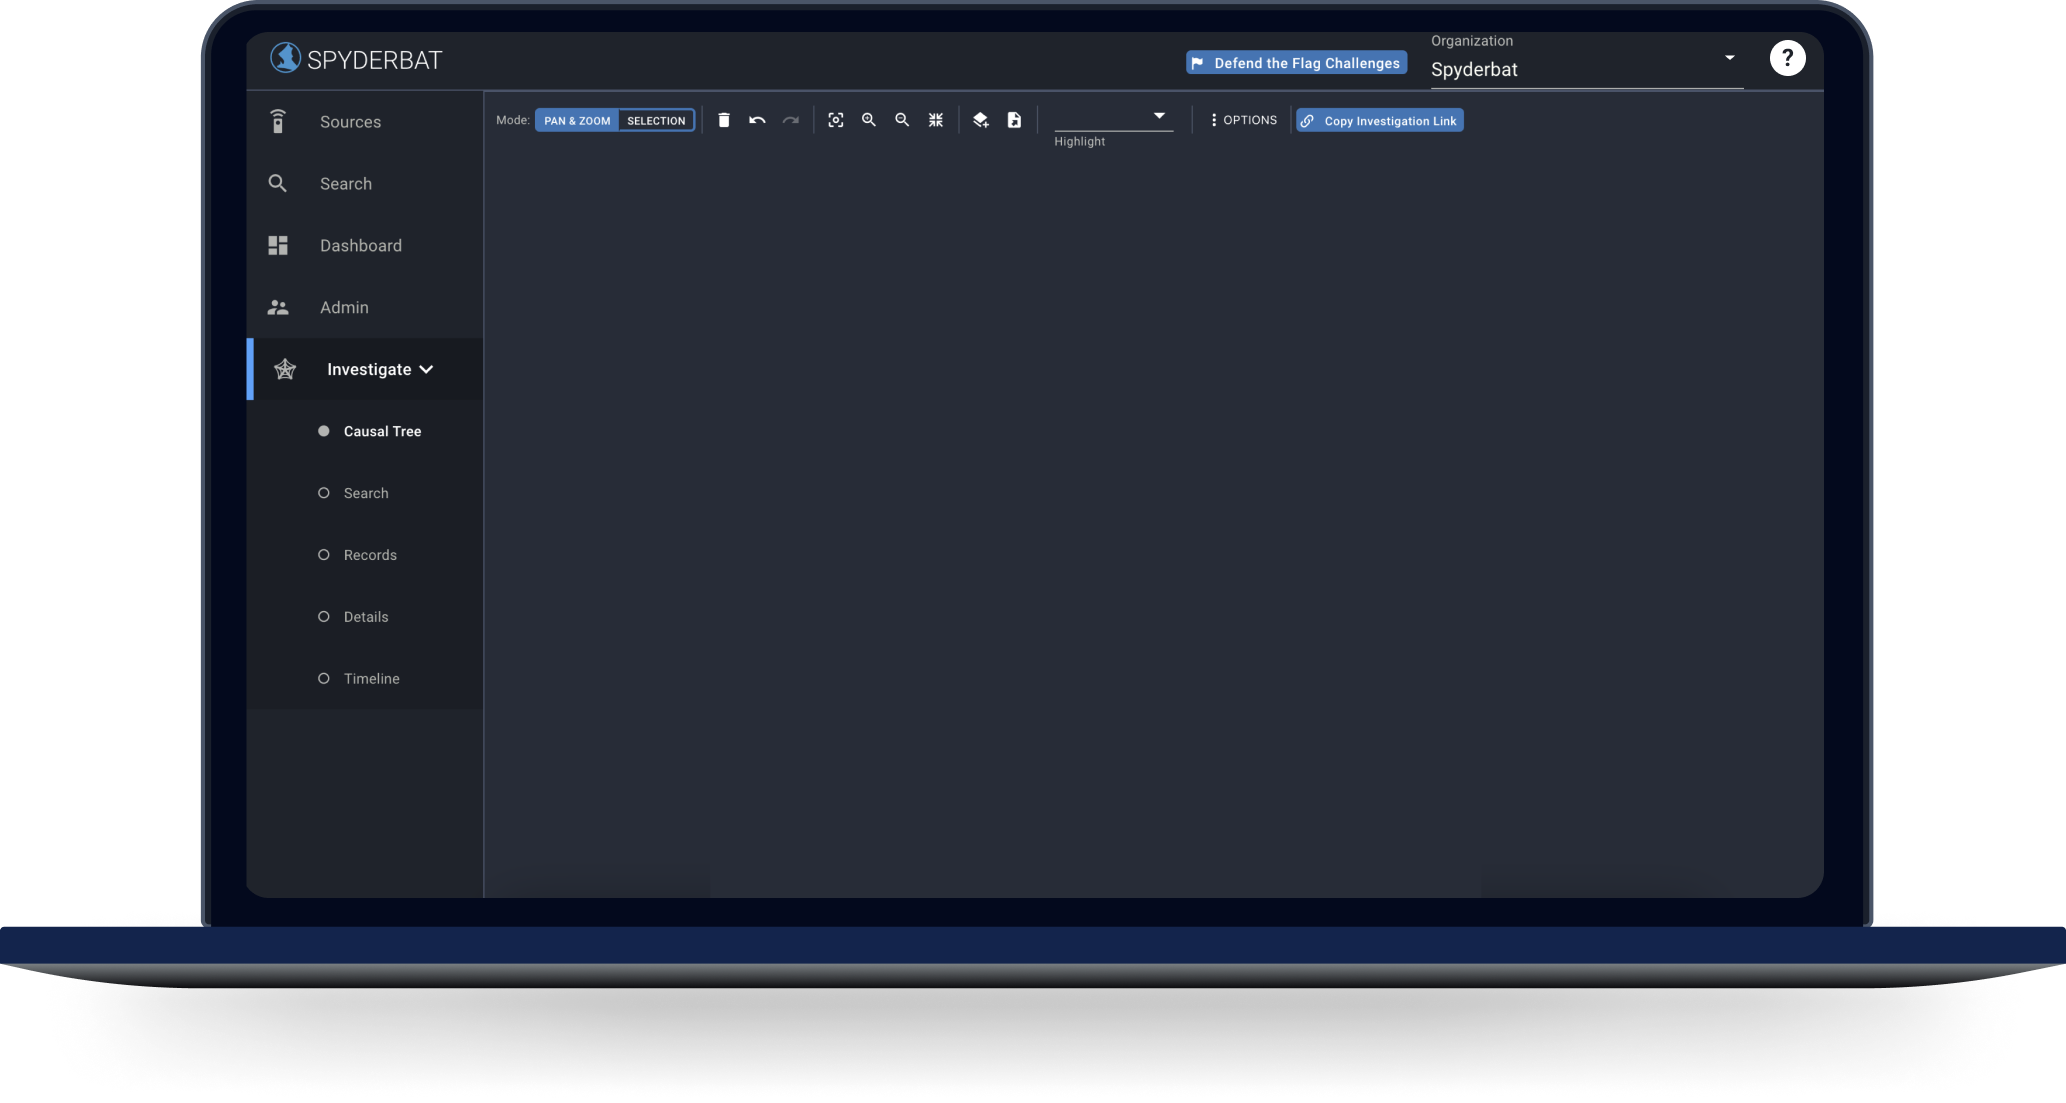 SPYDERBAT
Defend the Flag Challenges
Organization
Spyderbat
?
Sources
Search
Dashboard
Admin
Investigate
Causal Tree
Search
Records
Details
Timeline
Mode: PAN & ZOOM SELECTION
Highlight
OPTIONS
Copy Investigation Link